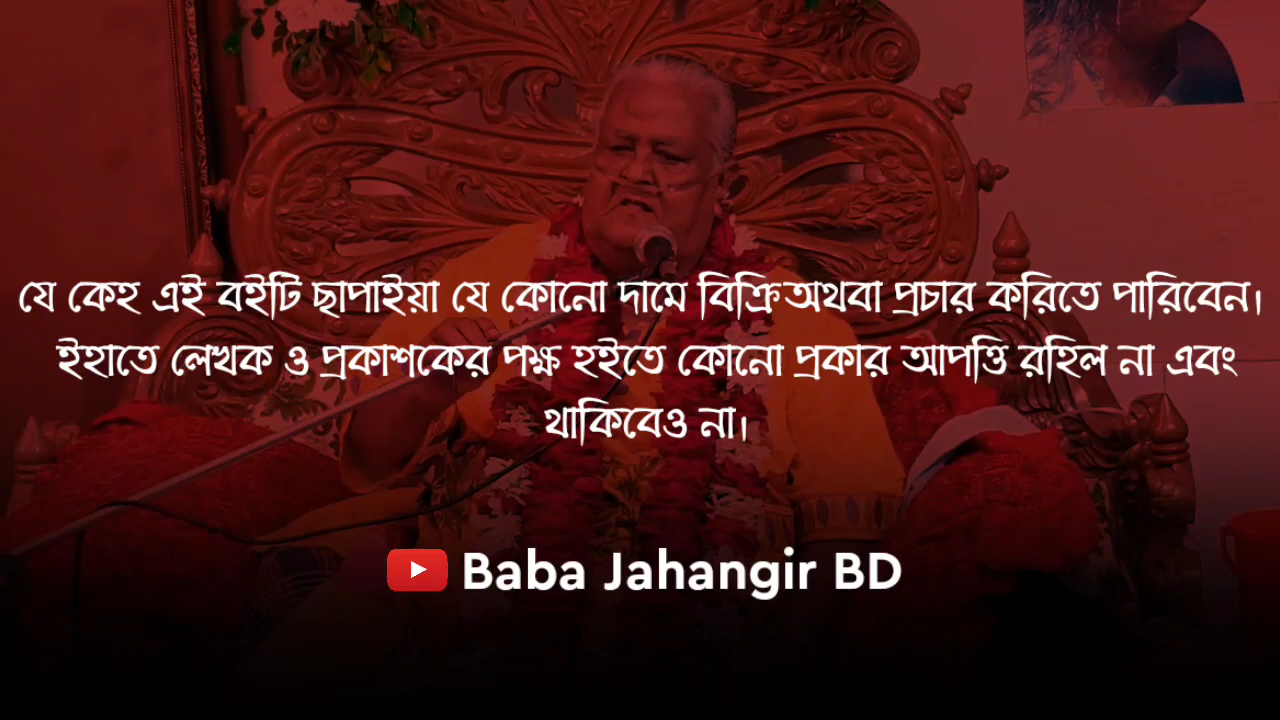 যে কেহ এই বইটি ছাপাইয়া যে কোনো দামে বিক্রি অথবা প্রচার করিতে পারিবেন।
ইহাতে লেখক ও প্রকাশকের পক্ষ হইতে কোনো প্রকার আপত্তি রহিল না এবং
থাকিবেও না।
Baba Jahangir BD